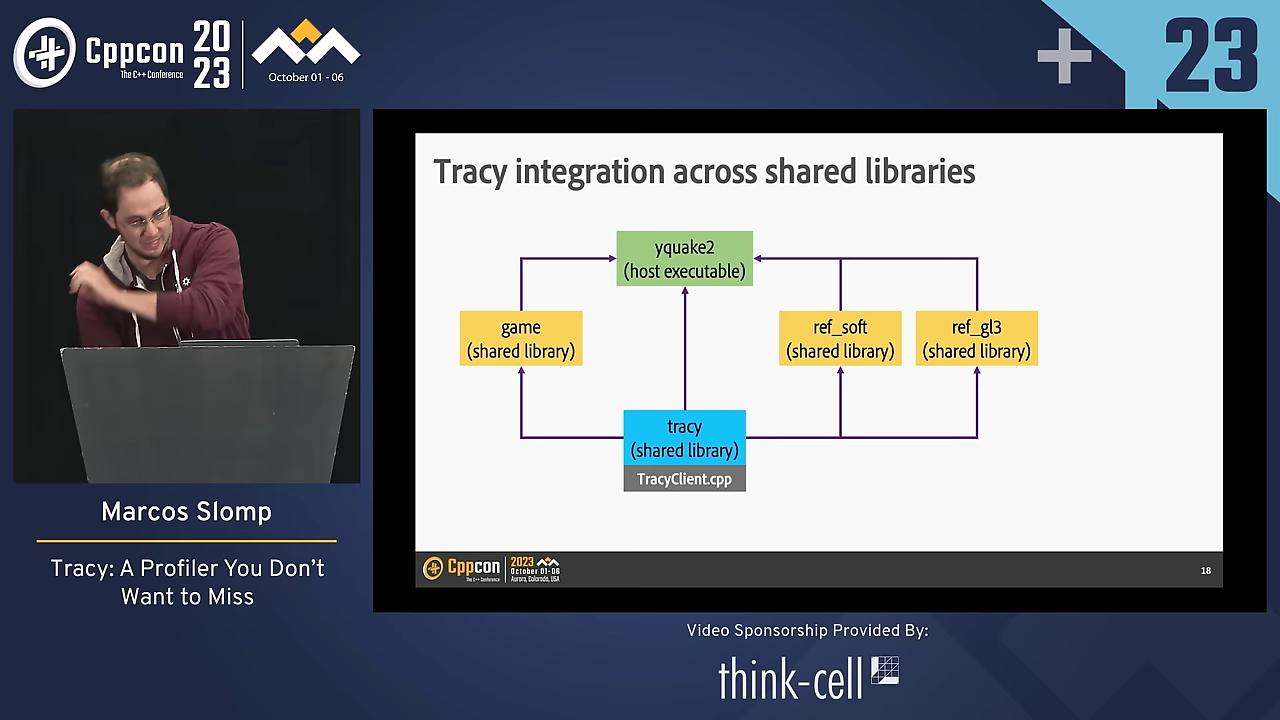 Cppcon
The C++ Conference
20
23
October 01 - 06
23
Tracy integration across shared libraries
yquake2
(host executable)
game
(shared library)
ref_soft
(shared library)
ref_gl3
(shared library)
tracy
(shared library)
TracyClient.cpp
Cppcon
The C++ Conference
2023
October 01-06
Aurora, Colorado, USA
18
Marcos Slomp
Tracy: A Profiler You Don’t
Want to Miss
Video Sponsorship Provided By:
think-cell